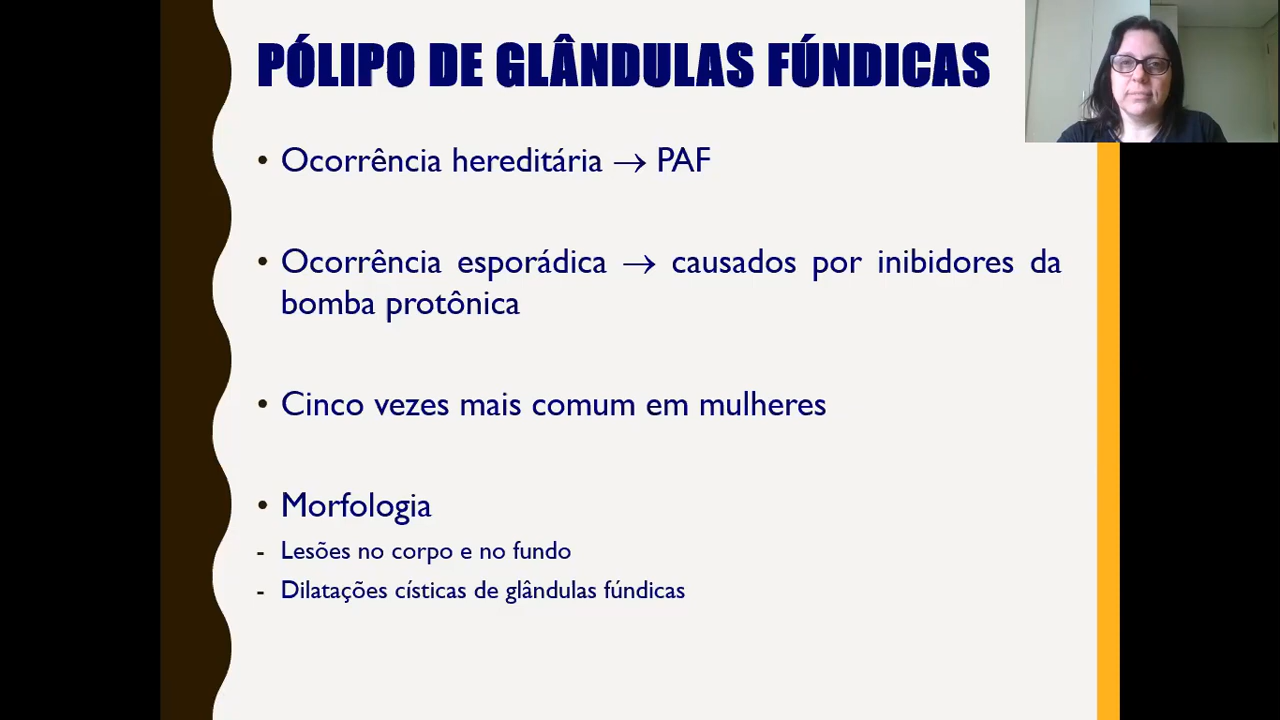 PÓLIPO DE GLÂNDULAS FÚNDICAS
• Ocorrência hereditária → PAF
• Ocorrência esporádica → causados por inibidores da
bomba protônica
• Cinco vezes mais comum em mulheres
• Morfologia
- Lesões no corpo e no fundo
- Dilatações císticas de glândulas fúndicas